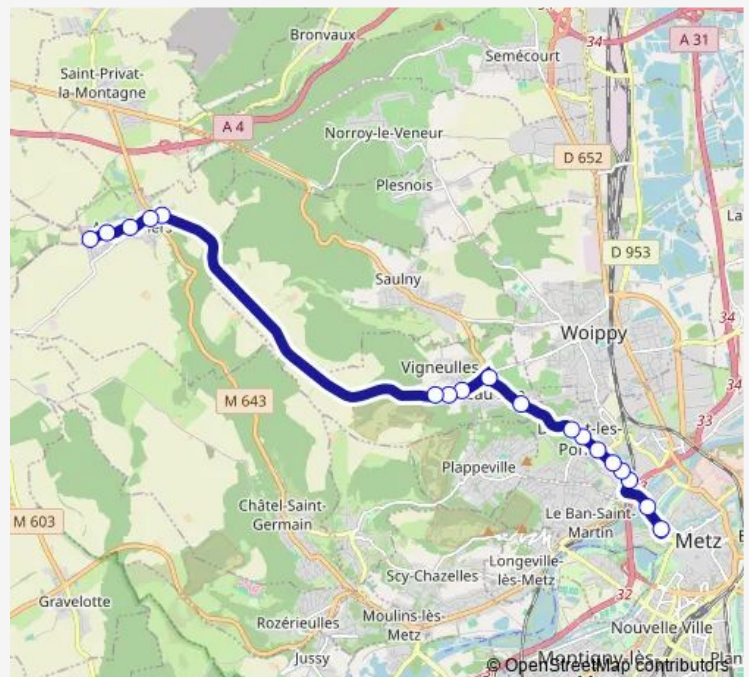 Bronvaux
34
A 31
Semécourt
Saint-Privat-
la-Montagne
A 4
Norroy-le-Veneur
D 652
Plesnois
La
D 953
Saulny
34
Woippy
Vigneulles
M 643
33
Plappeville
Châtel-Saint-
Germain
M 603
Le Ban-Saint-
Martin
Metz
Longeville-
lès-Metz
Scy-Chazelles
32
Gravelotte
Moulins-lès-
Metz
Rozérieulles
Nouvelle Ville
Jussy
© OpenStreetMap contributors